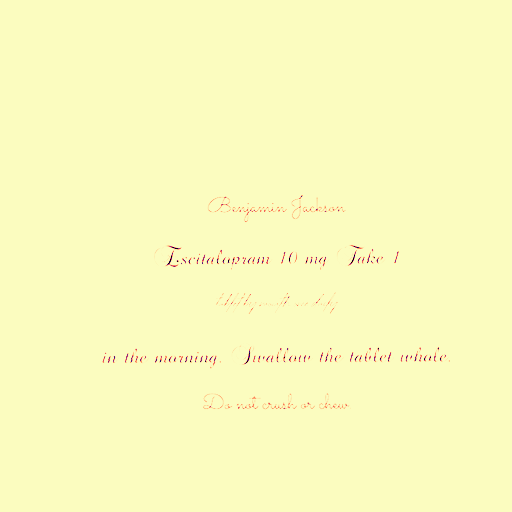 Benjamin Jackson
Escitalopram 10 mg Take 1
in the morning. Swallow the tablet whole.
Do not crush or chew